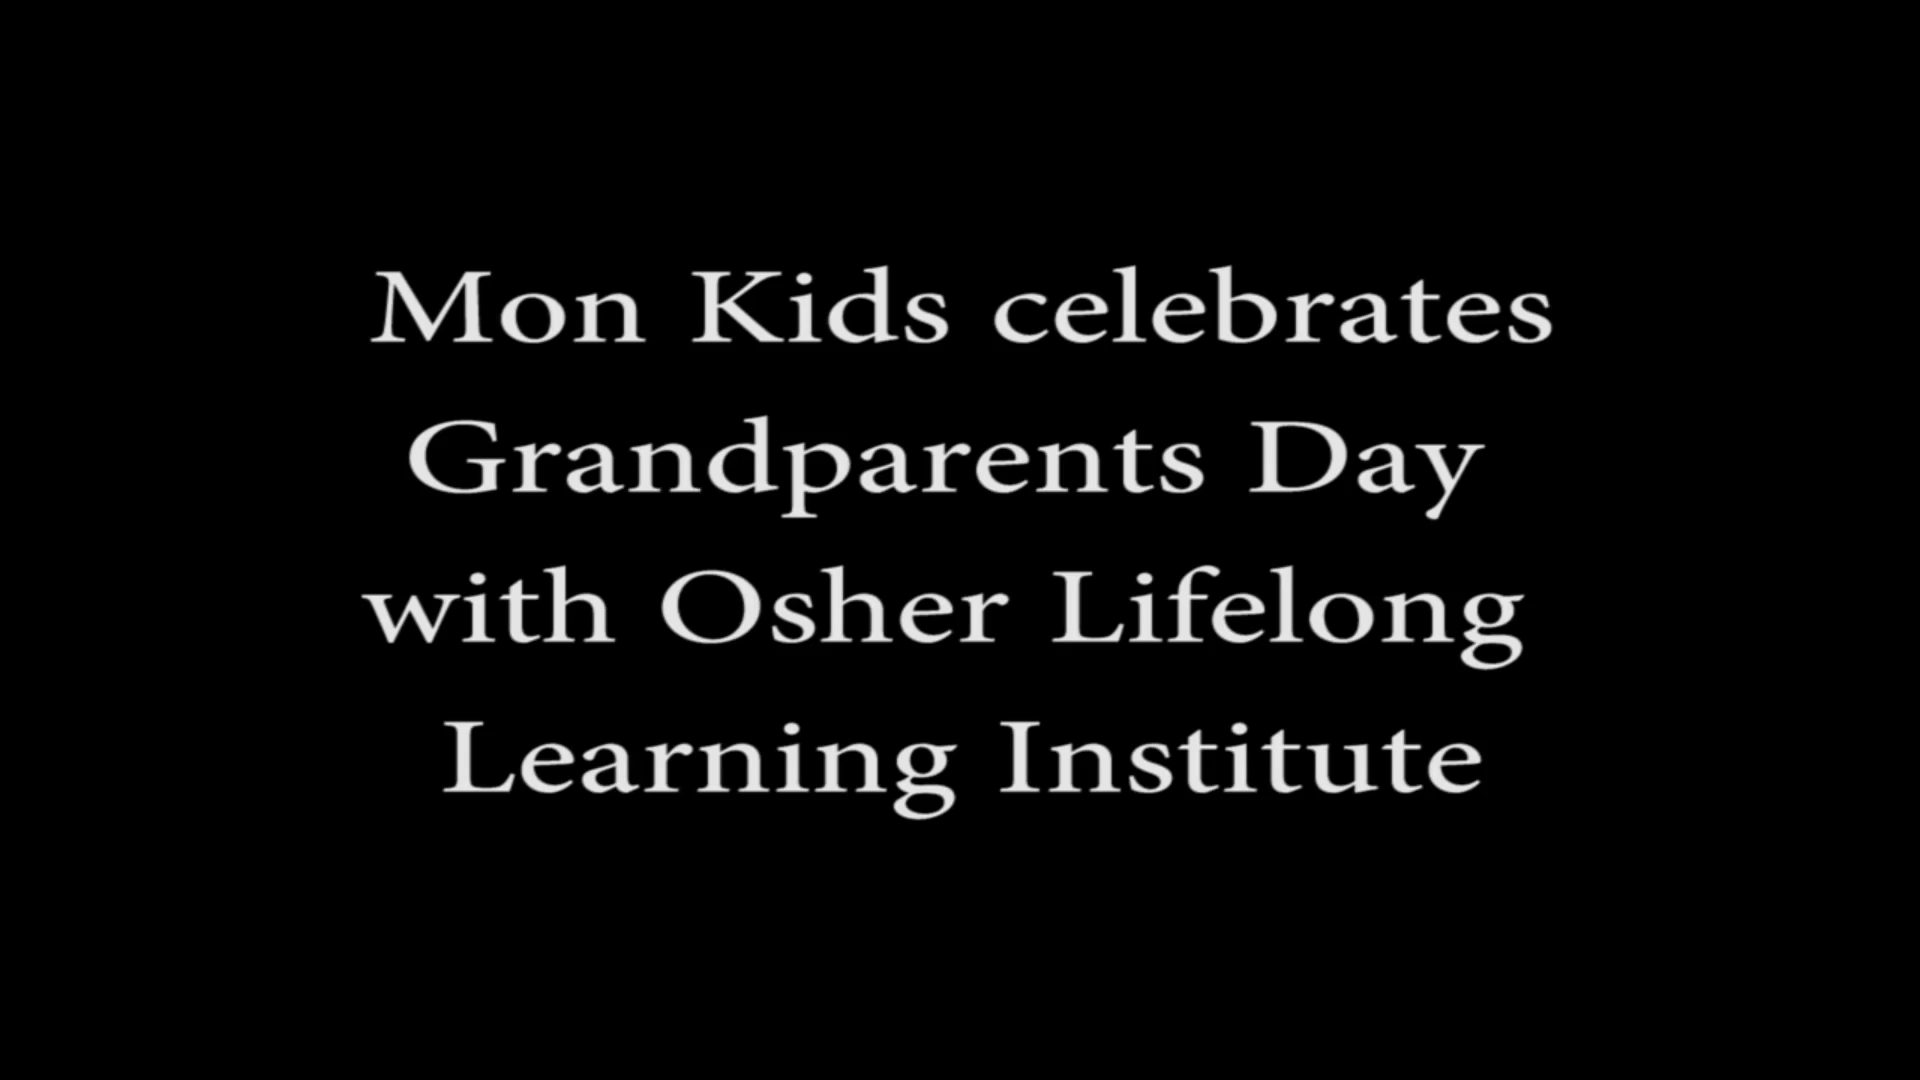 Mon Kids celebrates
Grandparents Day
with Osher Lifelong
Learning Institute